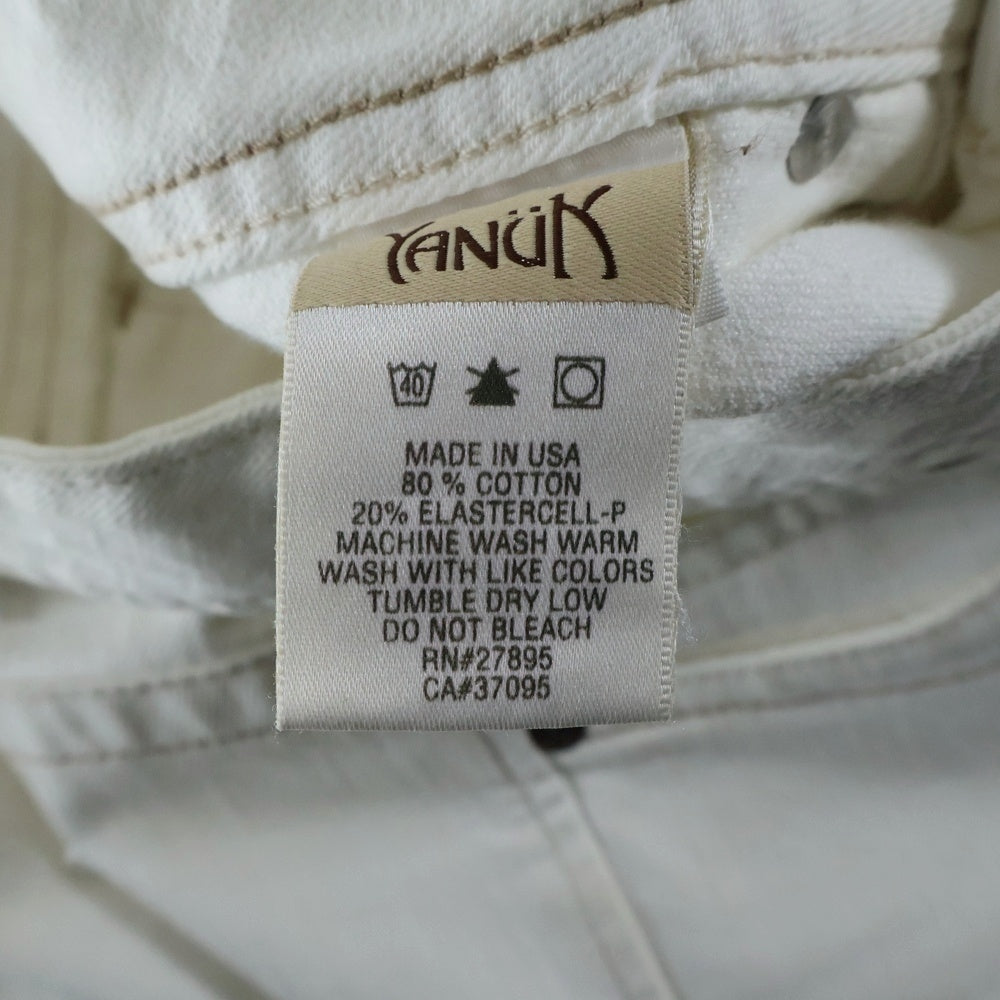 YANÜK
40
MADE IN USA
80 % COTTON
20% ELASTERCELL-P
MACHINE WASH WARM
WASH WITH LIKE COLORS
TUMBLE DRY LOW
DO NOT BLEACH
RN#27895
CA#37095